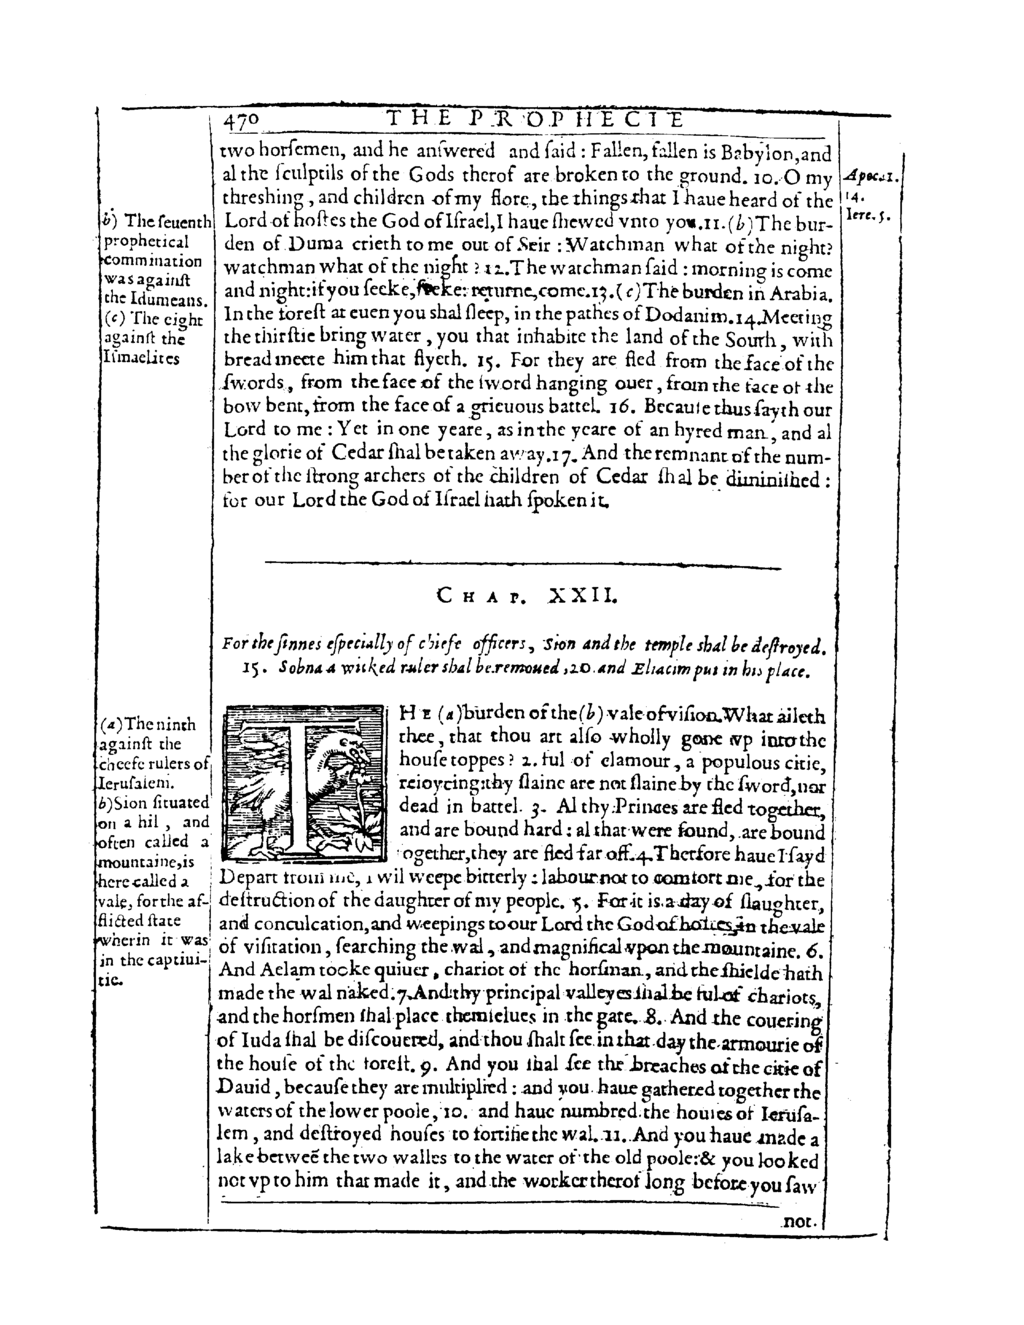 470 THE PROPHECIE
two horſemen, and he anſwered and ſaid : Fallen, fallen is Babylon, and
al the ſculptils of the Gods therof are broken to the ground. 10. O my
threshing, and children of my flore, the things that I haue heard of the
Lord of hoſtes the God of Iſrael, I haue ſhewed vnto you. 11. (b) The bur-
den of Duma crieth to me out of Seir : Watchman what of the night?
watchman what of the night ? 12. The watchman ſaid : morning is come
and night: if you ſeeke, ſeeke: returne, come. 13. (c) The burden in Arabia.
In the foreſt at euen you shal ſleep, in the pathes of Dodanim. 14. Meeting
the thirſtie bring water, you that inhabite the land of the South, with
bread meete him that flyeth. 15. For they are fled from the face of the
ſwords, from the face of the ſword hanging ouer, from the face of the
bow bent, from the face of a grieuous battel. 16. Becauſe thus ſayth our
Lord to me : Yet in one yeare, as in the yeare of an hyred man, and al
the glorie of Cedar ſhal be taken away. 17. And the remnant of the num-
ber of the ſtrong archers of the children of Cedar ſhal be diminiſhed :
for our Lord the God of Iſrael hath ſpoken it.
Apoc. 1.
14.
Iere. 5.
b) The ſeuenth
prophetical
commination
was againſt
the Idumeans.
(c) The eight
againſt the
Iſmaelites
CHAP. XXII.
For the ſinnes eſpecially of chiefe officers, Sion and the temple shal be deſtroyed.
15. Sobna a wicked ruler shal be remoued, 20. and Eliacim put in his place.
THE (a) burden of the (b) vale of viſion. What aileth
thee, that thou art alſo wholly gone vp into the
houſe toppes ? 2. ful of clamour, a populous citie,
reioycing: thy ſlaine are not ſlaine by the ſword, nor
dead in battel. 3. Al thy Princes are fled together,
and are bound hard : al that were found, are bound
ogether, they are fled far off. 4. Therfore haue I ſayd
Depart from me, I wil weepe bitterly : labour not to comfort me, for the
deſtruction of the daughter of my people. 5. For it is a day of ſlaughter,
and conculcation, and weepings to our Lord the God of hoſtes in the vale
of viſitation, ſearching the wal, and magnifical vpon the mountaine. 6.
And Aelam tooke quiuer, chariot of the horſman, and the ſhielde hath
made the wal naked. 7. And thy principal valleyes ſhal be ful of chariots,
and the horſmen ſhal place themſelues in the gate. 8. And the couering
of Iuda ſhal be diſcouered, and thou ſhalt ſee in that day the armourie of
the houſe of the foreſt. 9. And you ſhal ſee the breaches of the citie of
Dauid, becauſe they are multiplied : and you haue gathered together the
waters of the lower poole, 10. and haue numbred the houſes of Ieruſa-
lem, and deſtroyed houſes to fortifie the wal. 11. And you haue made a
lake betweē the two walles to the water of the old poole: & you looked
not vp to him that made it, and the worker therof long before you ſaw
not.
(a) The ninth
againſt the
cheefe rulers of
Ieruſalem.
b) Sion ſituated
on a hil, and
often called a
mountaine, is
here called a
vale, for the af-
flicted ſtate
wherin it was
in the captiui-
tie.